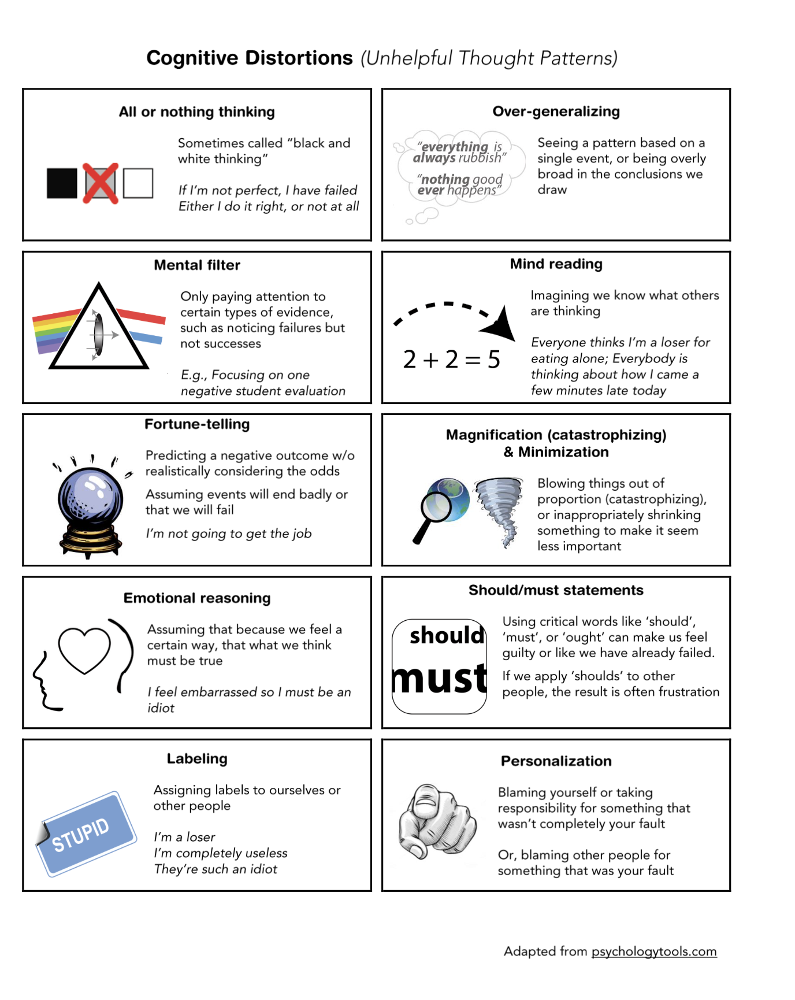 Cognitive Distortions (Unhelpful Thought Patterns)
All or nothing thinking
Sometimes called “black and
white thinking”
If I’m not perfect, I have failed
Either I do it right, or not at all
Over-generalizing
“everything is
always rubbish”
“nothing good
ever happens”
Seeing a pattern based on a
single event, or being overly
broad in the conclusions we
draw
Mental filter
Only paying attention to
certain types of evidence,
such as noticing failures but
not successes
E.g., Focusing on one
negative student evaluation
Mind reading
2 + 2 = 5
Imagining we know what others
are thinking
Everyone thinks I’m a loser for
eating alone; Everybody is
thinking about how I came a
few minutes late today
Fortune-telling
Predicting a negative outcome w/o
realistically considering the odds
Assuming events will end badly or
that we will fail
I’m not going to get the job
Magnification (catastrophizing)
& Minimization
Blowing things out of
proportion (catastrophizing),
or inappropriately shrinking
something to make it seem
less important
Emotional reasoning
Assuming that because we feel a
certain way, that what we think
must be true
I feel embarrassed so I must be an
idiot
Should/must statements
should
must
Using critical words like ‘should’,
‘must’, or ‘ought’ can make us feel
guilty or like we have already failed.
If we apply ‘shoulds’ to other
people, the result is often frustration
Labeling
STUPID
Assigning labels to ourselves or
other people
I’m a loser
I’m completely useless
They’re such an idiot
Personalization
Blaming yourself or taking
responsibility for something that
wasn’t completely your fault
Or, blaming other people for
something that was your fault
Adapted from psychologytools.com